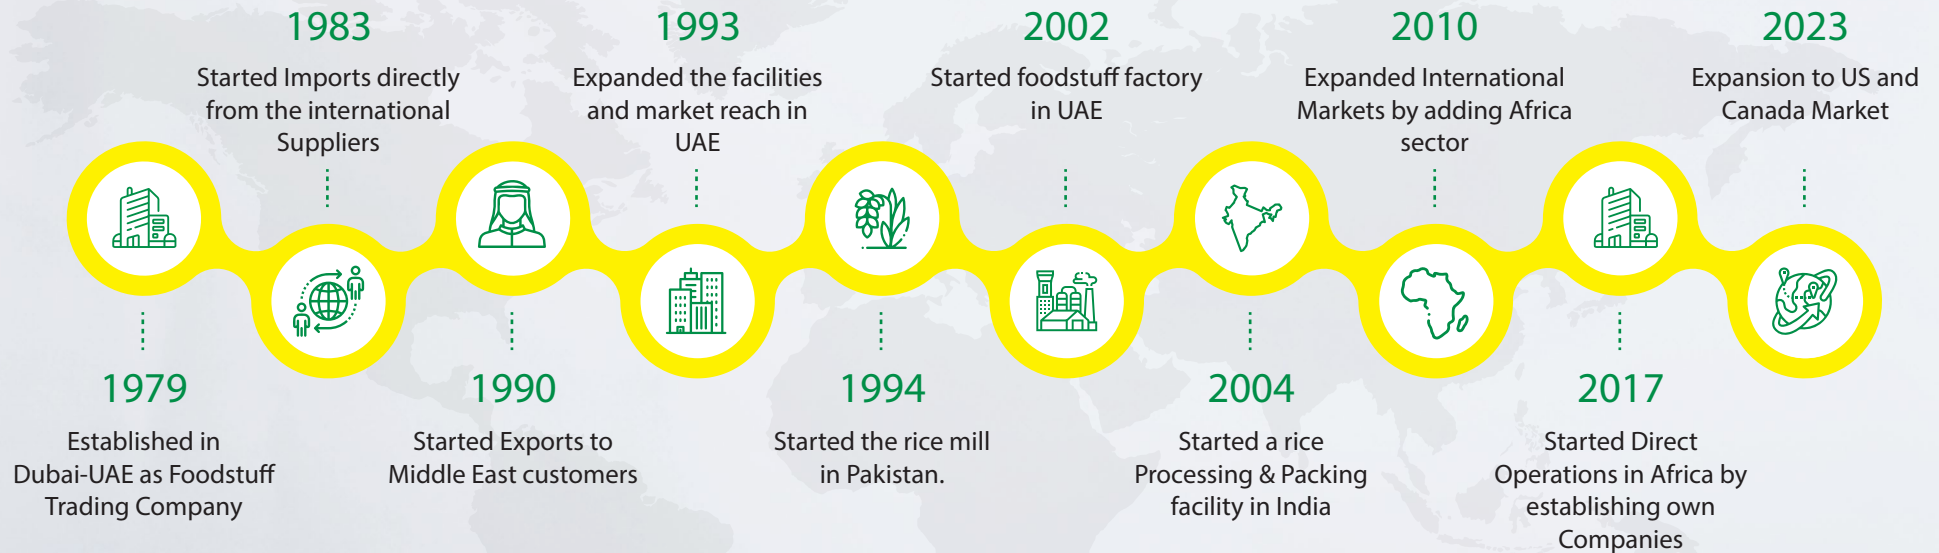 1983
Started Imports directly
from the international
Suppliers
1993
Expanded the facilities
and market reach in
UAE
2002
Started foodstuff factory
in UAE
2010
Expanded International
Markets by adding Africa
sector
2023
Expansion to US and
Canada Market
1979
Established in
Dubai-UAE as Foodstuff
Trading Company
1990
Started Exports to
Middle East customers
1994
Started the rice mill
in Pakistan.
2004
Started a rice
Processing & Packing
facility in India
2017
Started Direct
Operations in Africa by
establishing own
Companies